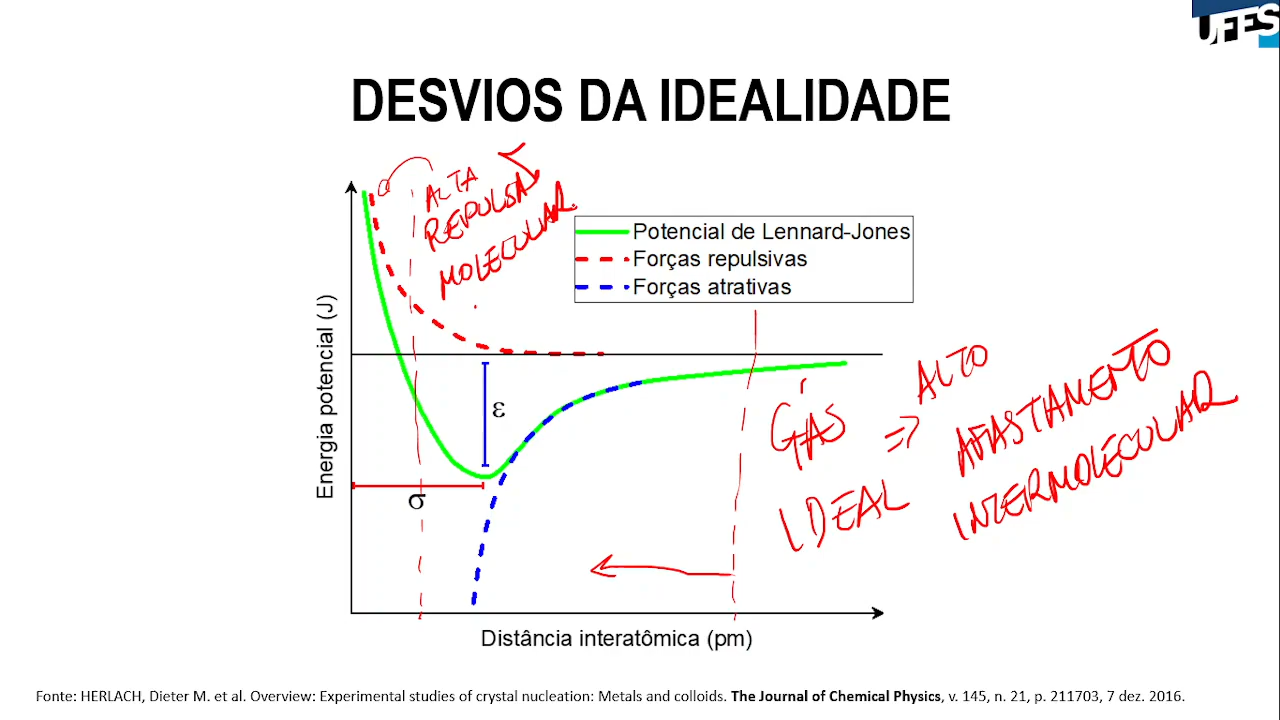 UFES
DESVIOS DA IDEALIDADE
ALTA
REPULSÃO
MOLECULAR.
Potencial de Lennard-Jones
Forças repulsivas
Forças atrativas
Energia potencial (J)
ε
σ
GÁS
IDEAL
⇒ ALTO
AFASTAMENTO
INTERMOLECULAR
Distância interatômica (pm)
Fonte: HERLACH, Dieter M. et al. Overview: Experimental studies of crystal nucleation: Metals and colloids. The Journal of Chemical Physics, v. 145, n. 21, p. 211703, 7 dez. 2016.